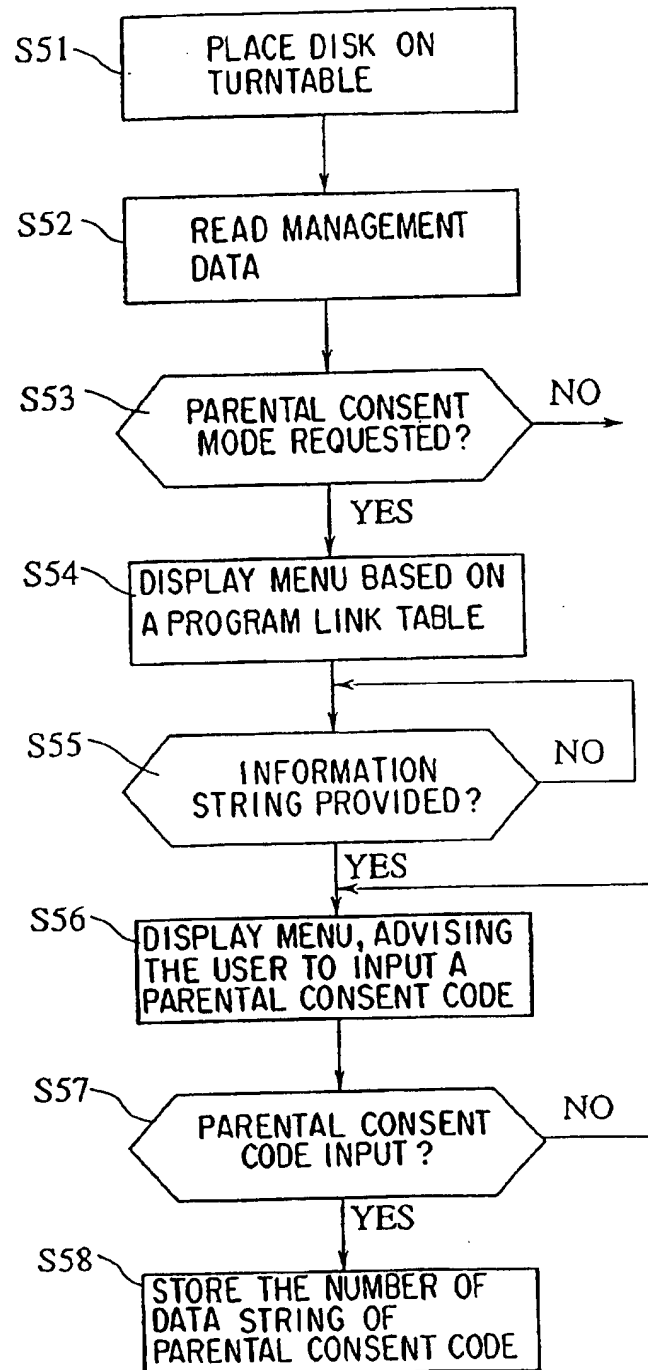 S51
PLACE DISK ON
TURNTABLE
S52
READ MANAGEMENT
DATA
S53
PARENTAL CONSENT
MODE REQUESTED?
NO
YES
S54
DISPLAY MENU BASED ON
A PROGRAM LINK TABLE
S55
INFORMATION
STRING PROVIDED?
NO
YES
S56
DISPLAY MENU, ADVISING
THE USER TO INPUT A
PARENTAL CONSENT CODE
S57
PARENTAL CONSENT
CODE INPUT?
NO
YES
S58
STORE THE NUMBER OF
DATA STRING OF
PARENTAL CONSENT CODE